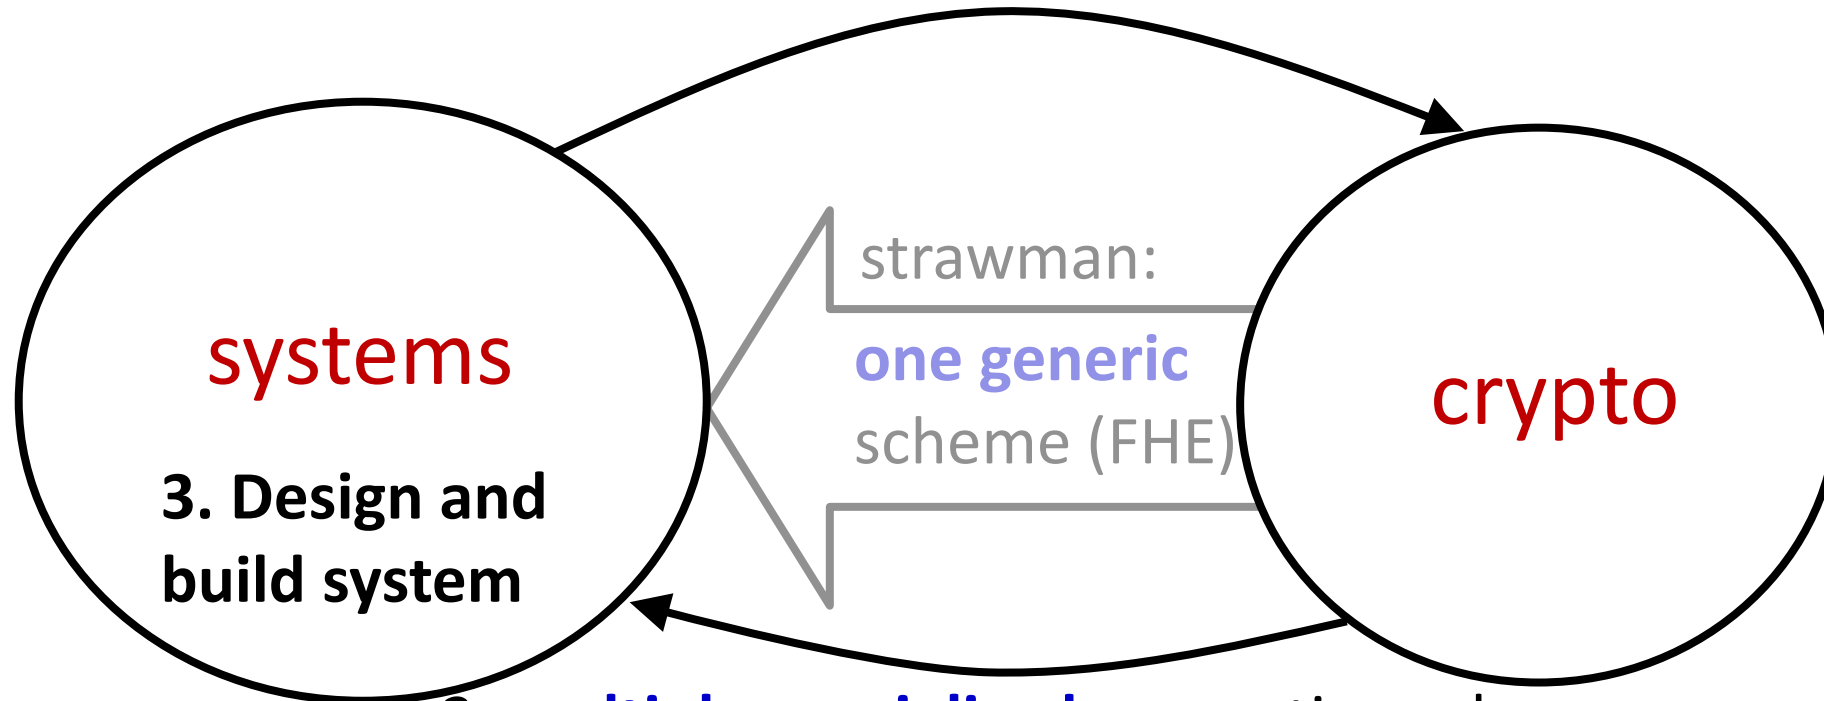 strawman:
systems
one generic
crypto
scheme (FHE)
3. Design and
build system